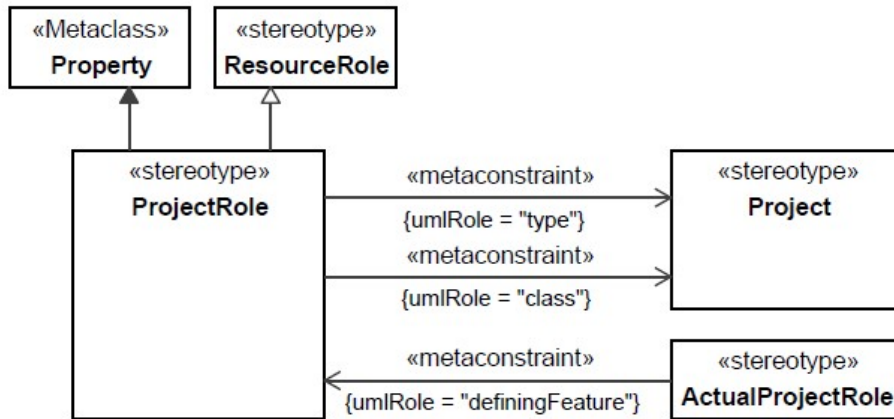 «Metaclass»
Property
«stereotype»
ResourceRole
«stereotype»
ProjectRole
«metaconstraint»
{umlRole = "type"}
«metaconstraint»
{umlRole = "class"}
«metaconstraint»
{umlRole = "definingFeature"}
«stereotype»
Project
«stereotype»
ActualProjectRole